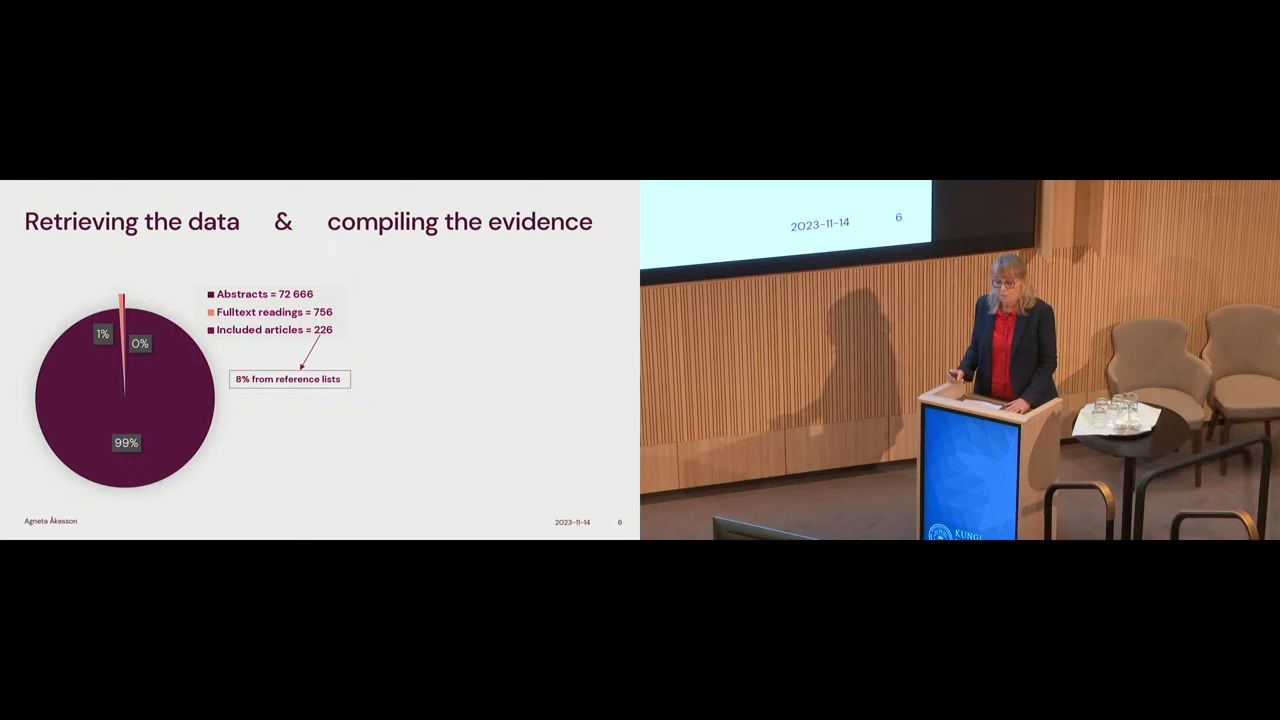 Retrieving the data & compiling the evidence
Abstracts = 72 666
Fulltext readings = 756
Included articles = 226
8% from reference lists
1%
0%
99%
Agneta Åkesson
2023-11-14
6
2023-11-14
6
KUNGL